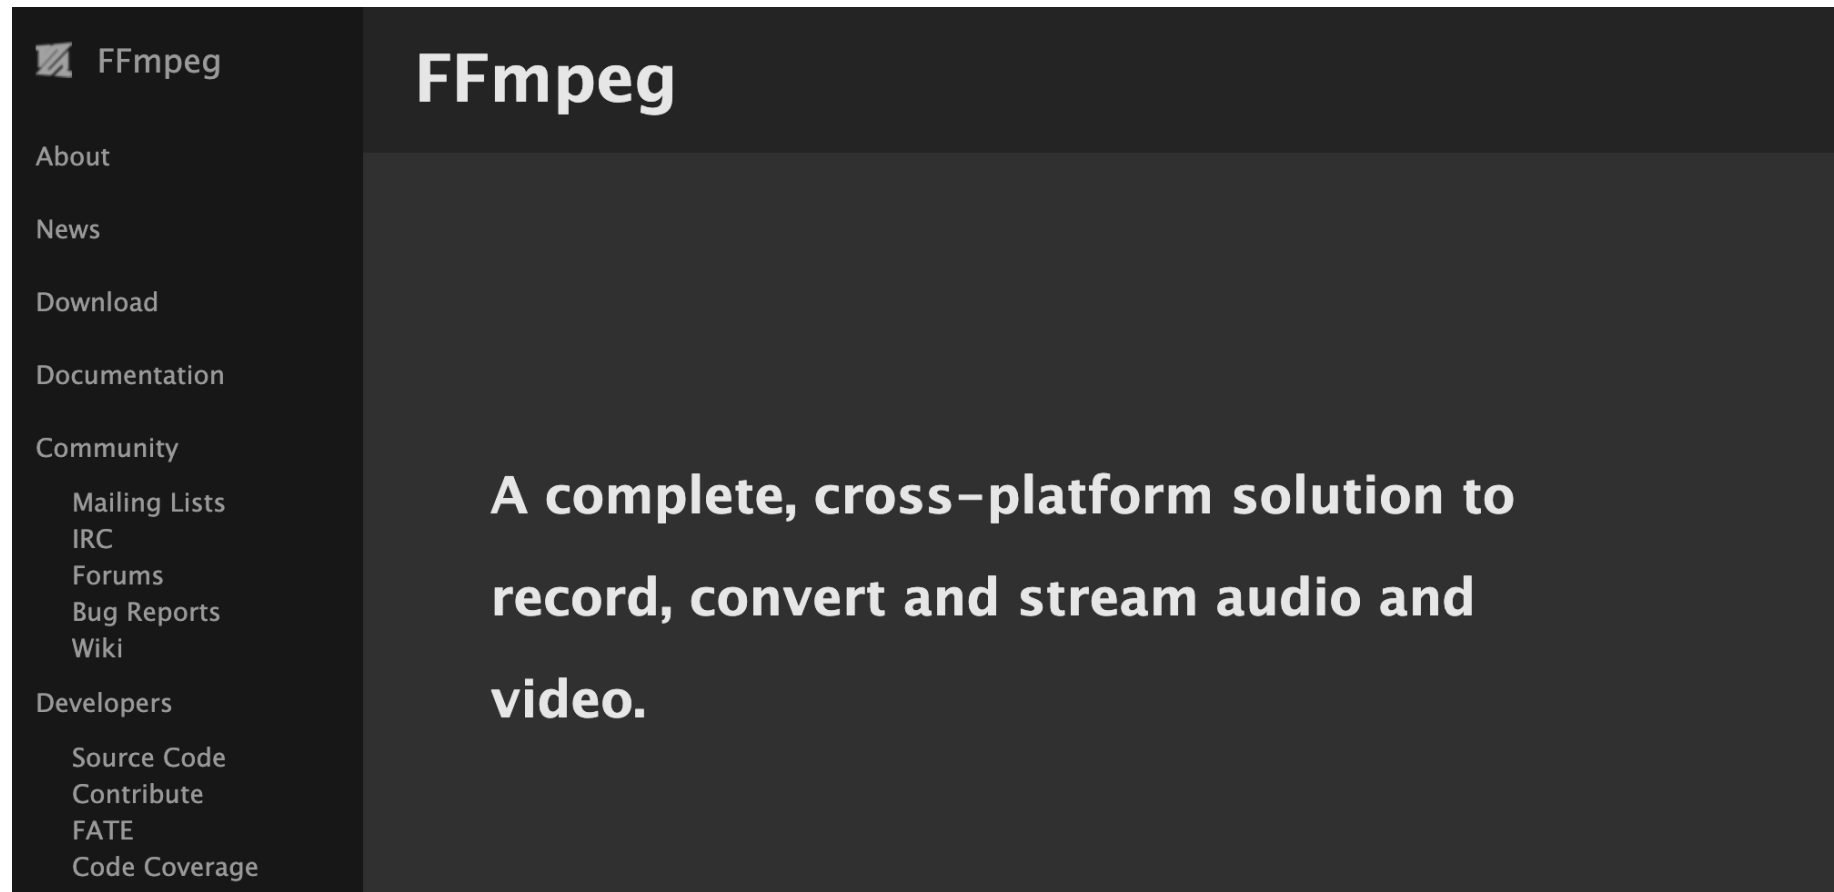 FFmpeg
About
News
Download
Documentation
Community
Mailing Lists
IRC
Forums
Bug Reports
Wiki
Developers
Source Code
Contribute
FATE
Code Coverage
FFmpeg
A complete, cross-platform solution to
record, convert and stream audio and
video.